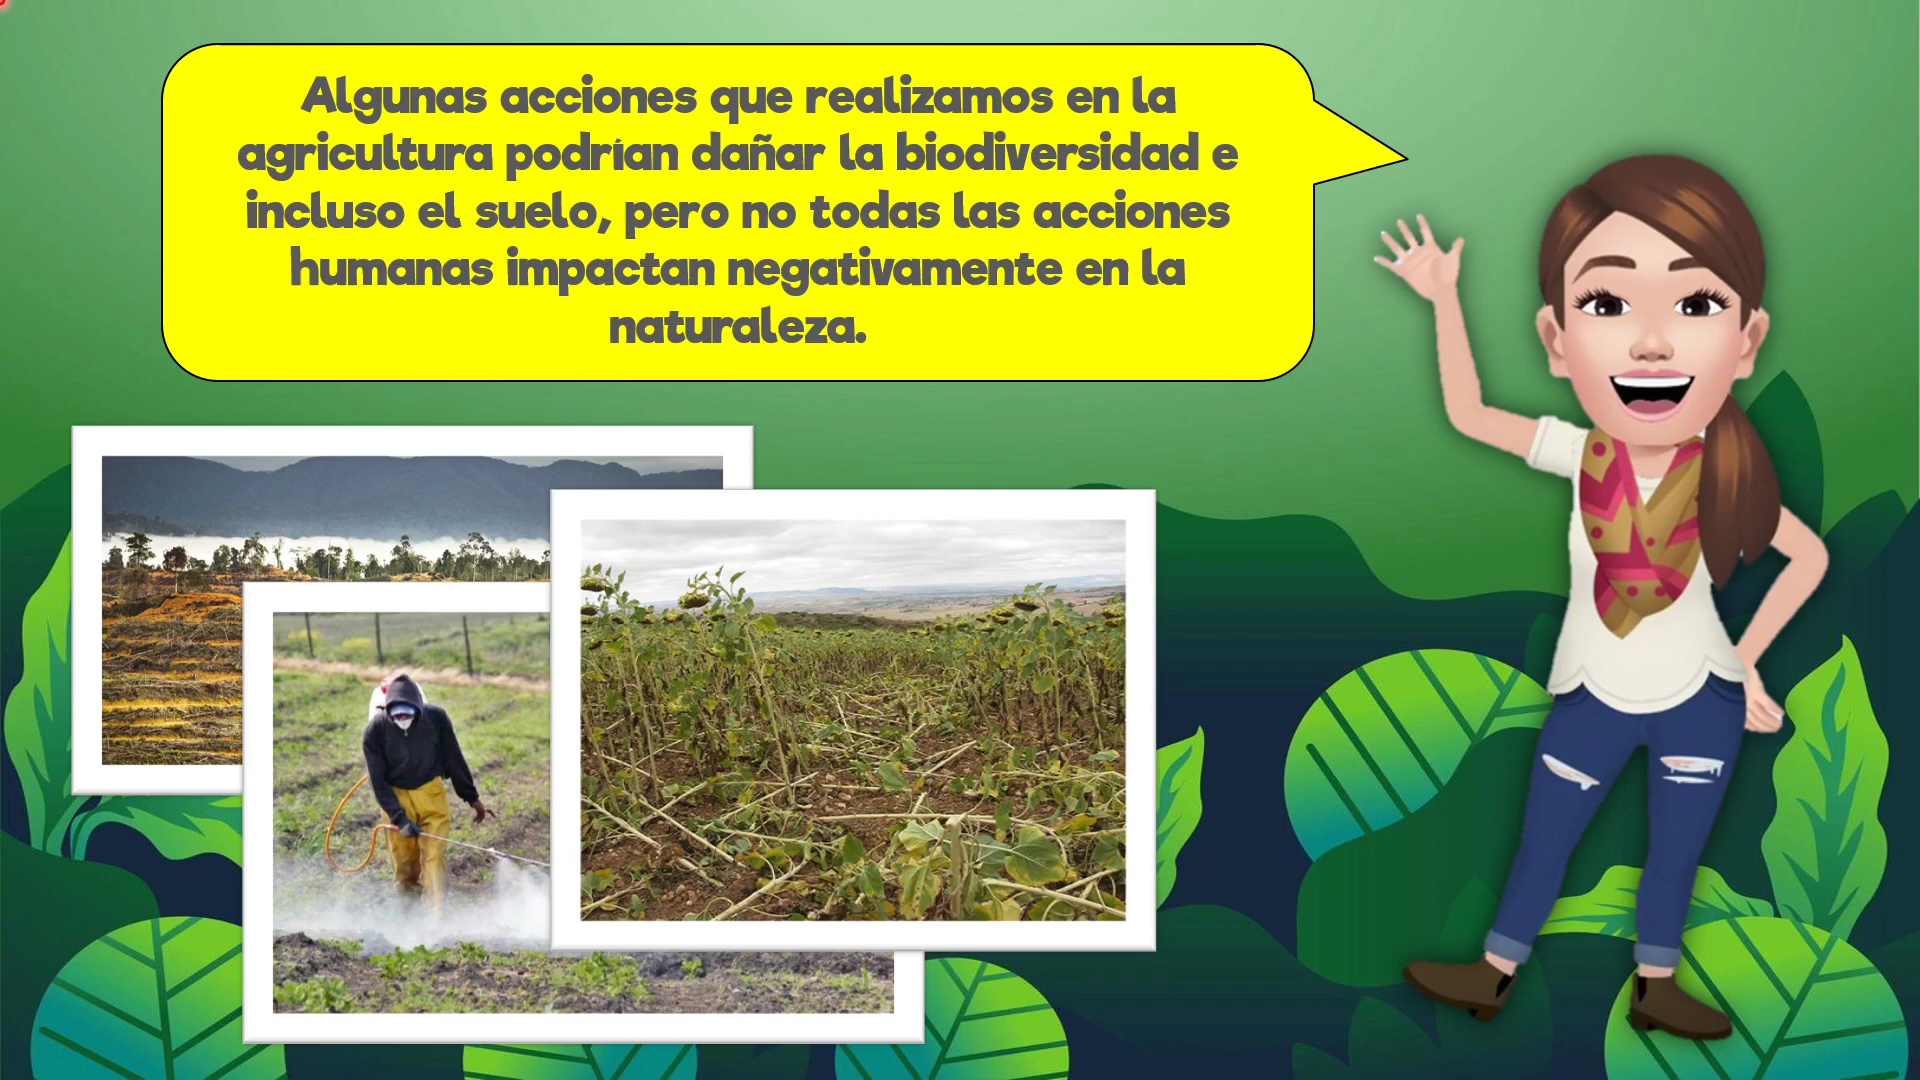 Algunas acciones que realizamos en la
agricultura podrían dañar la biodiversidad e
incluso el suelo, pero no todas las acciones
humanas impactan negativamente en la
naturaleza.